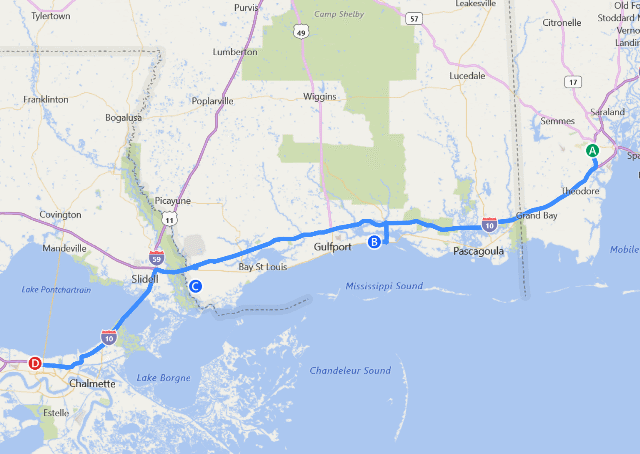 Purvis
Leakesville
Old Fo
Tylertown
Camp Shelby
57
Citronelle
Stoddard M
49
Verno
Landin
Lumberton
Lucedale
17
Franklinton
Poplarville
Wiggins
Saraland
Bogalusa
Semmes
A
Spa
Theodore
Picayune
11
Covington
Grand Bay
10
Mandeville
B
Gulfport
Pascagoula
Mobile
59
Bay St Louis
Slidell
Lake Pontchartrain
C
Mississippi Sound
10
D
Chandeleur Sound
Lake Borgne
Chalmette
Estelle